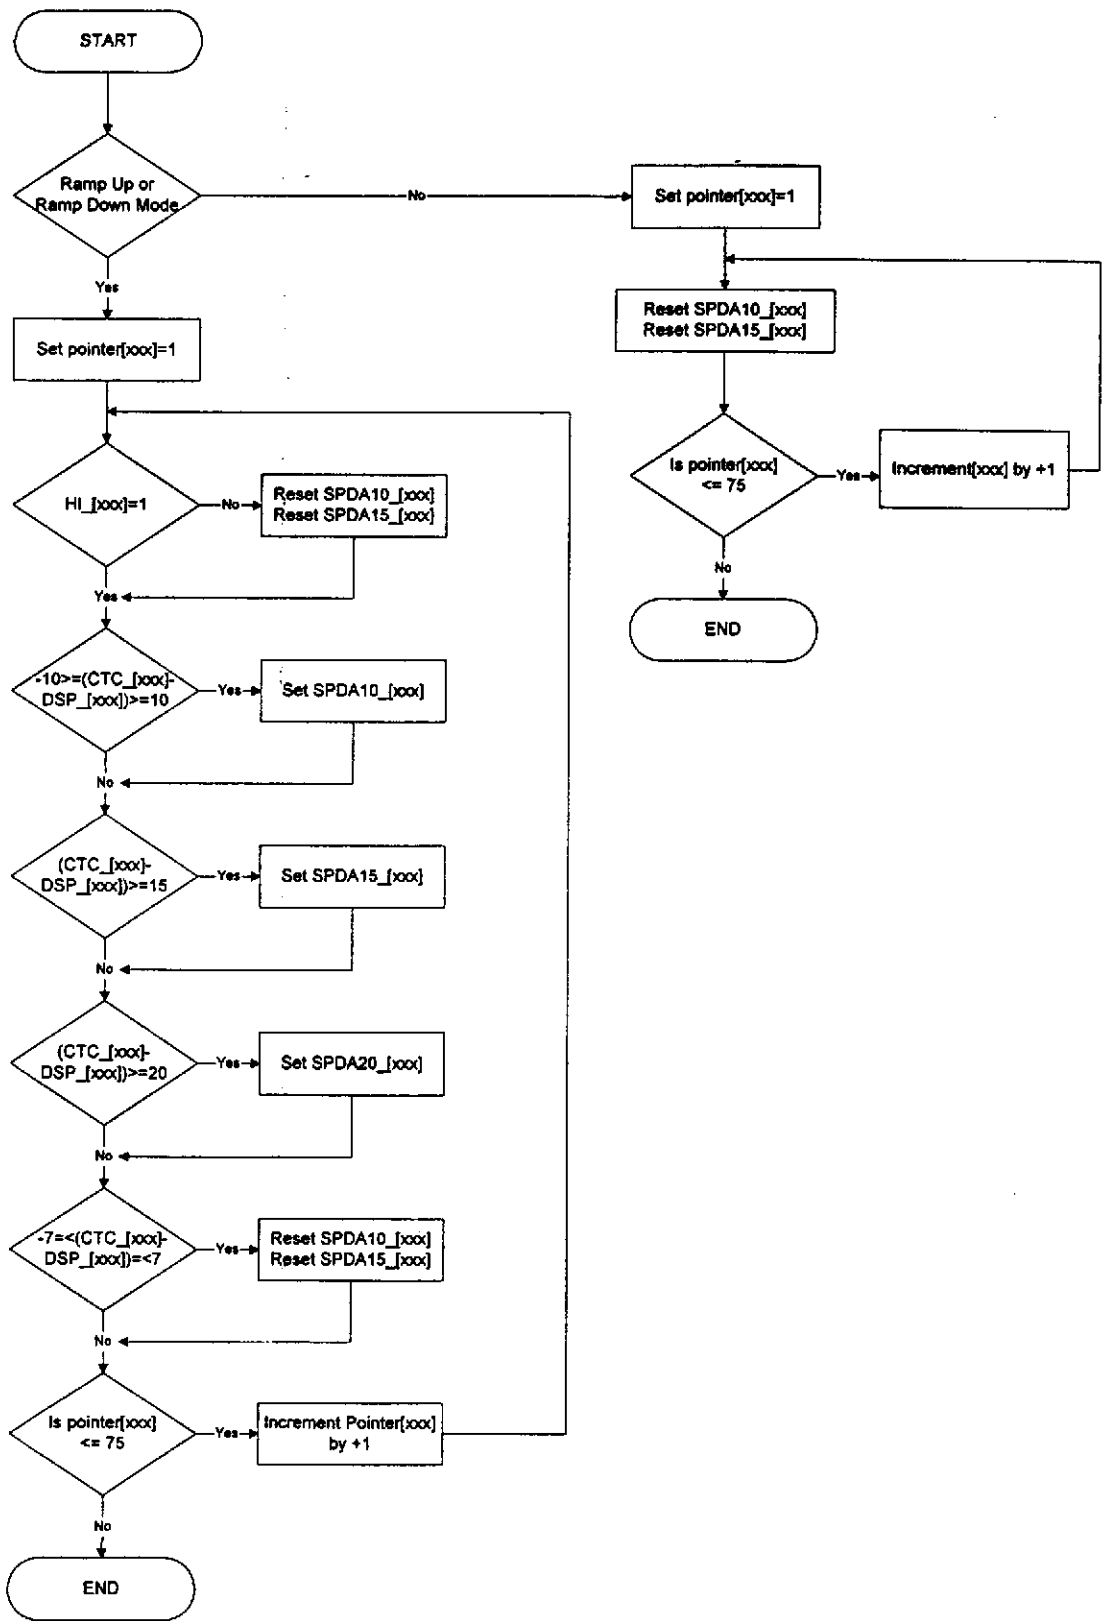 START
Ramp Up or
Ramp Down Mode
No
Set pointer[xxx]=1
Yes
Reset SPDA10_[xxx]
Reset SPDA15_[xxx]
Set pointer[xxx]=1
Is pointer[xxx]
<= 75
Yes
Increment[xxx] by +1
HI_[xxx]=1
No
Reset SPDA10_[xxx]
Reset SPDA15_[xxx]
No
Yes
END
-10>=(CTC_[xxx]-
DSP_[xxx])>=10
Yes
Set SPDA10_[xxx]
No
(CTC_[xxx]-
DSP_[xxx])>=15
Yes
Set SPDA15_[xxx]
No
(CTC_[xxx]-
DSP_[xxx])>=20
Yes
Set SPDA20_[xxx]
No
-7=<(CTC_[xxx]-
DSP_[xxx])=<7
Yes
Reset SPDA10_[xxx]
Reset SPDA15_[xxx]
No
Is pointer[xxx]
<= 75
Yes
Increment Pointer[xxx]
by +1
No
END